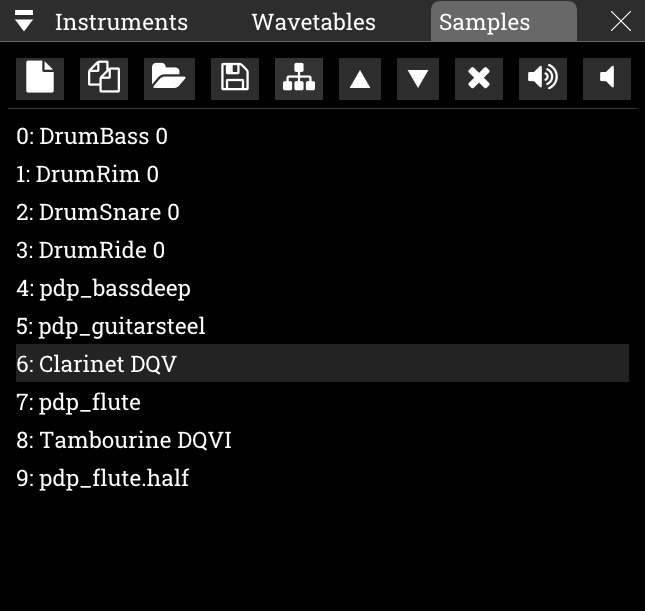 Instruments Wavetables Samples
0: DrumBass 0
1: DrumRim 0
2: DrumSnare 0
3: DrumRide 0
4: pdp_bassdeep
5: pdp_guitarsteel
6: Clarinet DQV
7: pdp_flute
8: Tambourine DQVI
9: pdp_flute.half